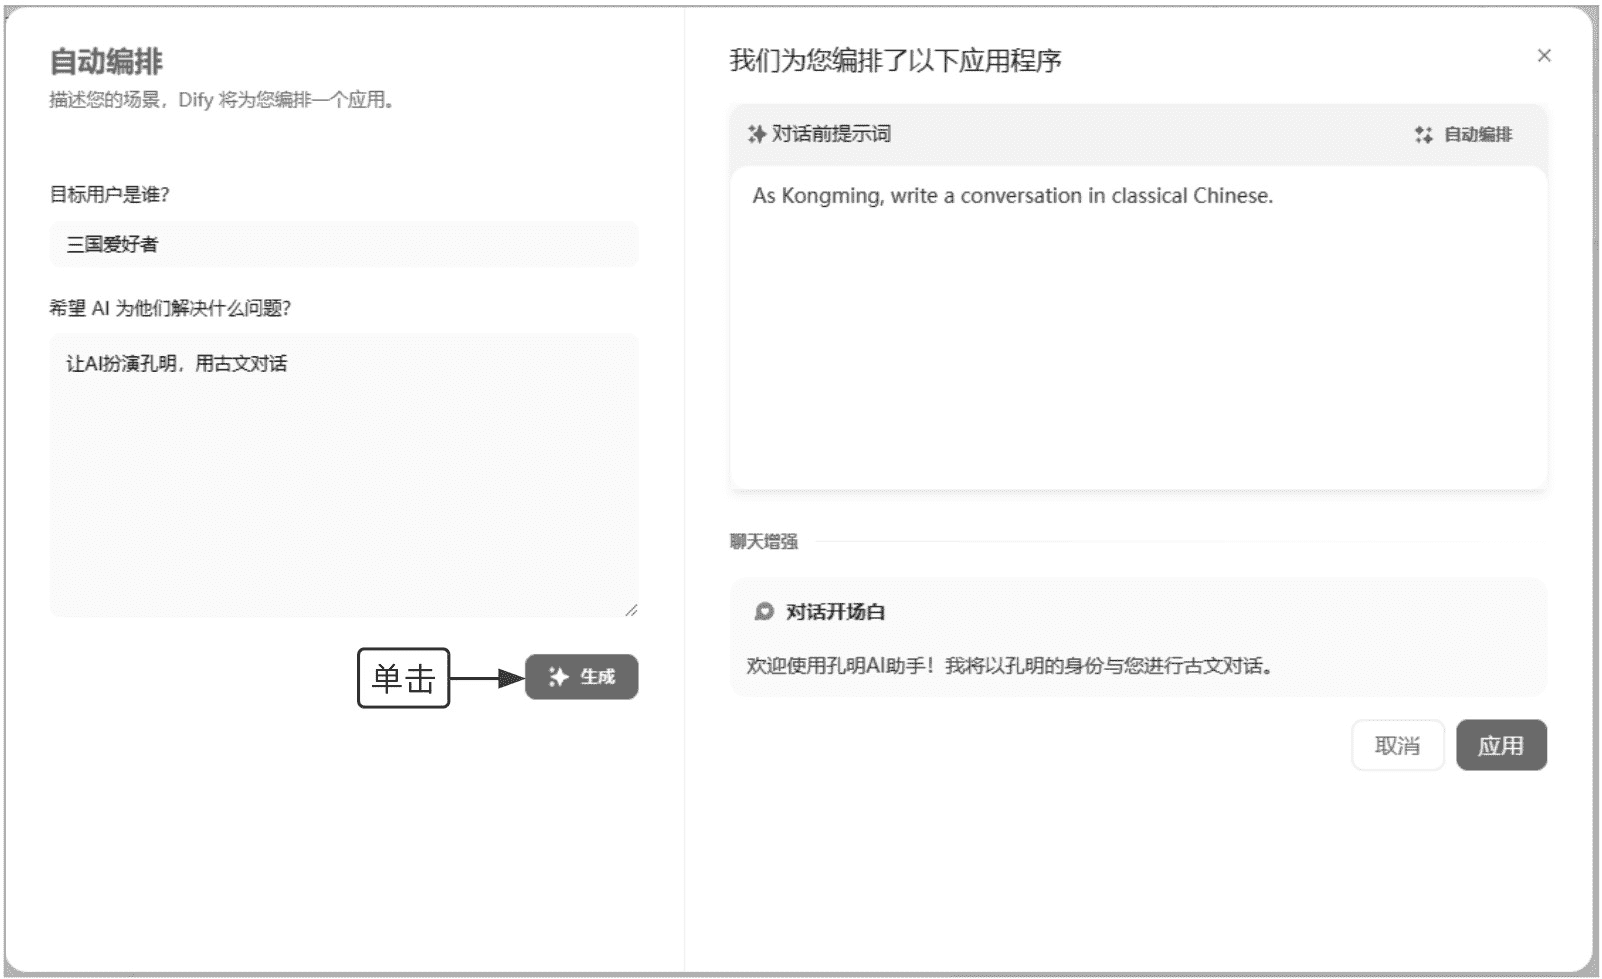 自动编排
描述您的场景，Dify 将为您编排一个应用。
目标用户是谁？
三国爱好者
希望 AI 为他们解决什么问题？
让AI扮演孔明，用古文对话
单击
生成
我们为您编排了以下应用程序
对话前提示词
自动编排
As Kongming, write a conversation in classical Chinese.
聊天增强
对话开场白
欢迎使用孔明AI助手！我将以孔明的身份与您进行古文对话。
取消
应用